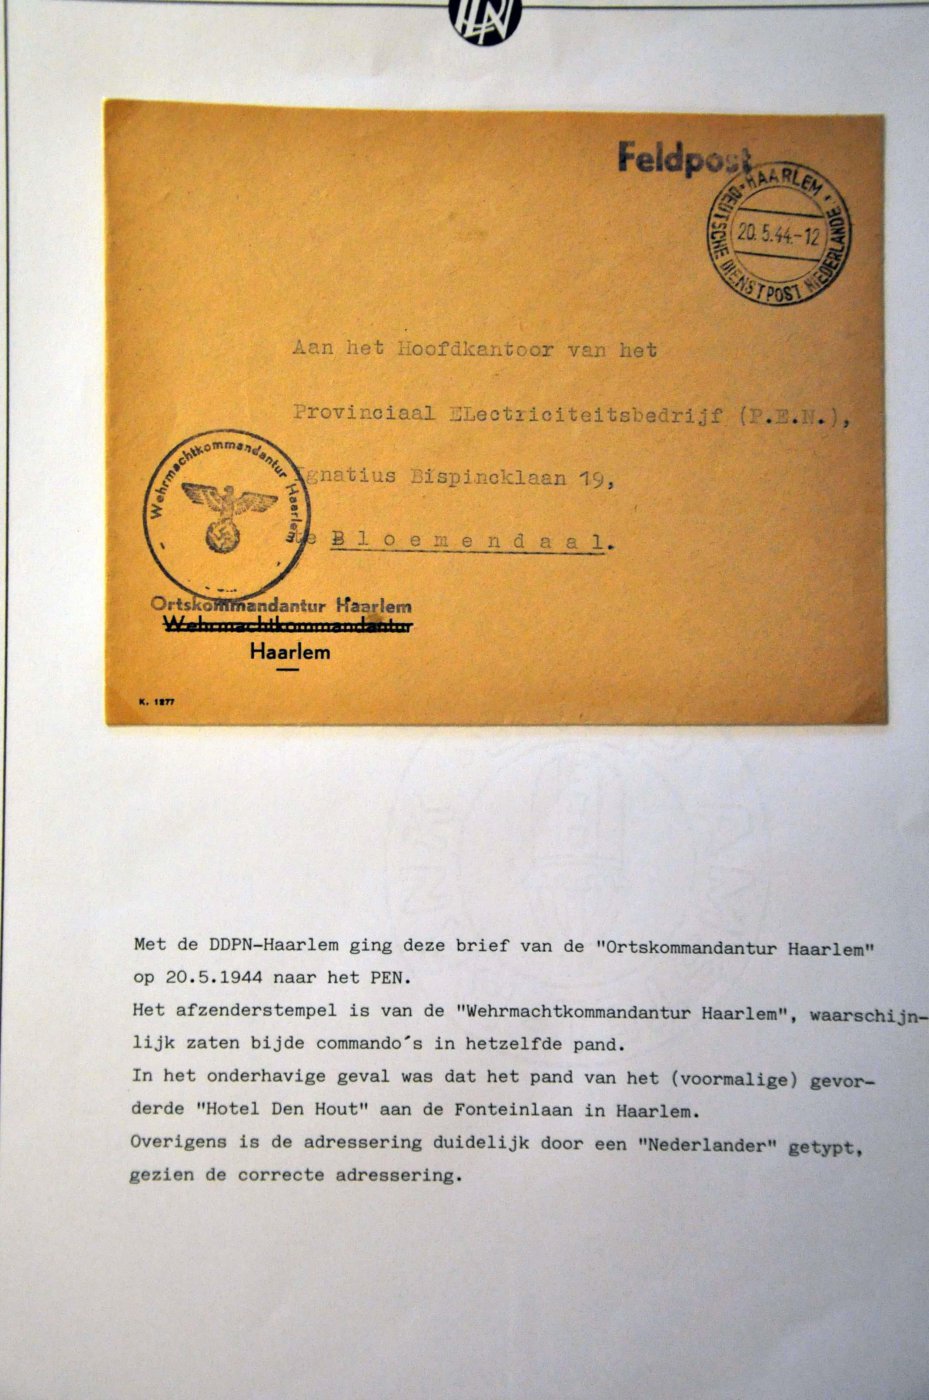 Feldpost
HAARLEM
20.5.44.-12
DEUTSCHE DIENSTPOST NIEDERLANDE
Aan het Hoofdkantoor van het
Provinciaal ELectriciteitsbedrijf (P.E.N.),
Ignatius Bispincklaan 19,
te Bloemendaal.
Wehrmachtkommandantur Haarlem
Ortskommandantur Haarlem
Wehrmachtkommandantur
Haarlem
K. 1277
Met de DDPN-Haarlem ging deze brief van de "Ortskommandantur Haarlem"
op 20.5.1944 naar het PEN.
Het afzenderstempel is van de "Wehrmachtkommandantur Haarlem", waarschijn-
lijk zaten bijde commando´s in hetzelfde pand.
In het onderhavige geval was dat het pand van het (voormalige) gevor-
derde "Hotel Den Hout" aan de Fonteinlaan in Haarlem.
Overigens is de adressering duidelijk door een "Nederlander" getypt,
gezien de correcte adressering.